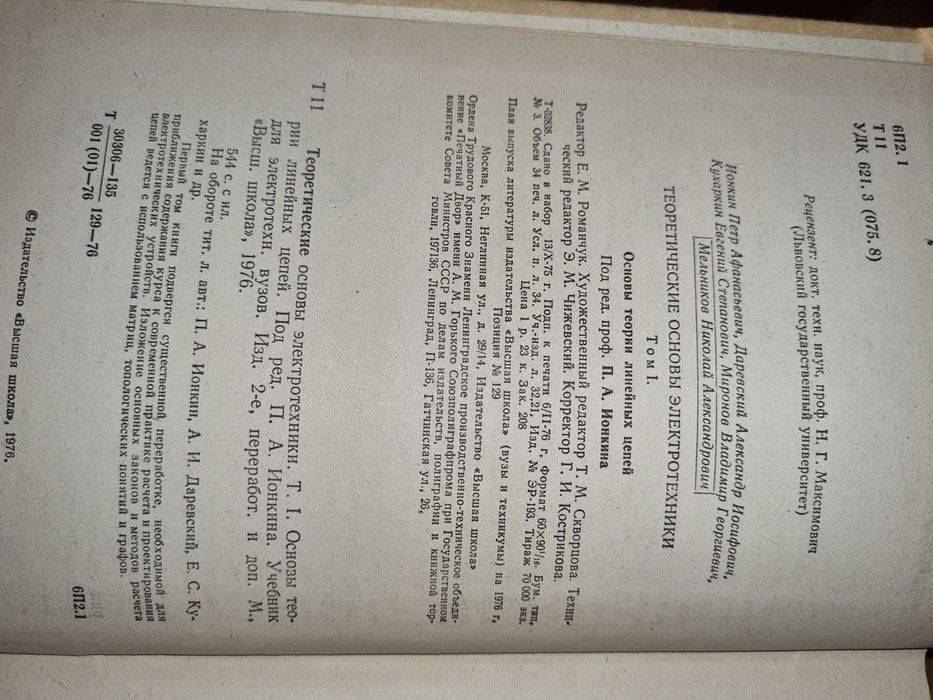 6П2.1
Т 11
УДК 621.3 (075.8)
Рецензент: докт. техн. наук, проф. Н. Г. Максимович
(Львовский государственный университет)
Ионкин Петр Афанасьевич, Даревский Александр Иосифович,
Кухаркин Евгений Степанович, Миронов Владимир Георгиевич,
Мельников Николай Александрович
ТЕОРЕТИЧЕСКИЕ ОСНОВЫ ЭЛЕКТРОТЕХНИКИ
Том I.
Основы теории линейных цепей
Под ред. проф. П. А. Ионкина
Редактор Е. М. Романчук. Художественный редактор Т. М. Скворцова. Техни-
ческий редактор Э. М. Чижевский. Корректор Г. И. Кострикова.
Т-02838. Сдано в набор 13/X-75 г. Подп. к печати 6/II-76 г. Формат 60×90¹/₁₆. Бум. тип.
№ 3. Объем 34 печ. л. Усл. п. л. 34. Уч.-изд. л. 32,21. Изд. № ЭР-193. Тираж 70 000 экз.
Цена 1 р. 23 к. Зак. 208
План выпуска литературы издательства «Высшая школа» (вузы и техникумы) на 1976 г.
Позиция № 129
Москва, К-51, Неглинная ул., д. 29/14, Издательство «Высшая школа»
Ордена Трудового Красного Знамени Ленинградское производственно-техническое объеди-
нение «Печатный Двор» имени А. М. Горького Союзполиграфпрома при Государственном
комитете Совета Министров СССР по делам издательств, полиграфии и книжной тор-
говли, 197136, Ленинград, П-136, Гатчинская ул., 26.
Теоретические основы электротехники. Т. I. Основы тео-
Т 11 рии линейных цепей. Под ред. П. А. Ионкина. Учебник
для электротехн. вузов. Изд. 2-е, переработ. и доп. М.,
«Высш. школа», 1976.
544 с. с ил.
На обороте тит. л. авт.: П. А. Ионкин, А. И. Даревский, Е. С. Ку-
харкин и др.
Первый том книги подвергся существенной переработке, необходимой для
приближения содержания курса к современной практике расчета и проектирования
электротехнических устройств. Изложение основных законов и методов расчета
цепей ведется с использованием матриц, топологических понятий и графов.
Т 30306—135
001 (01)—76 129—76
6П2.1
© Издательство «Высшая школа», 1976.